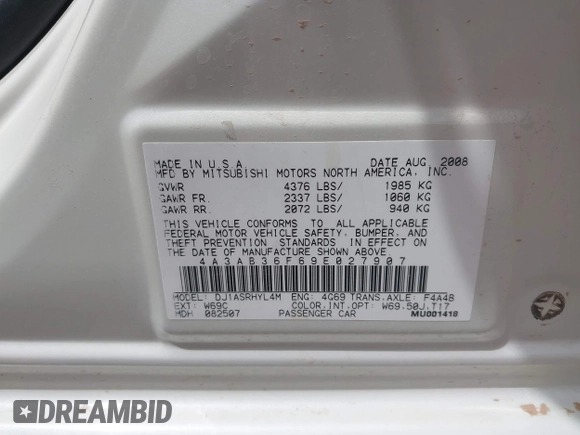 MADE IN U.S.A. DATE AUG. 2008
MFD BY MITSUBISHI MOTORS NORTH AMERICA, INC.
GVWR 4376 LBS/ 1985 KG
GAWR FR. 2337 LBS/ 1060 KG
GAWR RR. 2072 LBS/ 940 KG
THIS VEHICLE CONFORMS TO ALL APPLICABLE
FEDERAL MOTOR VEHICLE SAFETY, BUMPER, AND
THEFT PREVENTION STANDARDS IN EFFECT ON
THE DATE OF MANUFACTURE SHOWN ABOVE
4A3AB36F69E027907
MODEL: DJ1ASRHYL4M ENG: 4G69 TRANS.AXLE: F4A4B
EXT: W69C COLOR.INT.OPT: W69.50J.T17
MDH 082507 PASSENGER CAR MU001418
DREAMBID